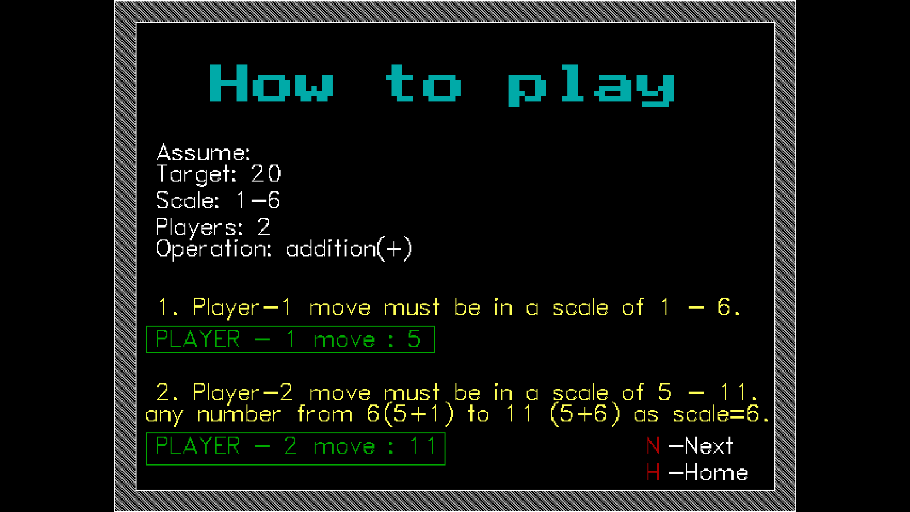 How to play
Assume:
Target: 20
Scale: 1-6
Players: 2
Operation: addition(+)
1. Player-1 move must be in a scale of 1 - 6.
PLAYER - 1 move : 5
2. Player-2 move must be in a scale of 5 - 11.
any number from 6(5+1) to 11 (5+6) as scale=6.
PLAYER - 2 move : 11
N -Next
H -Home